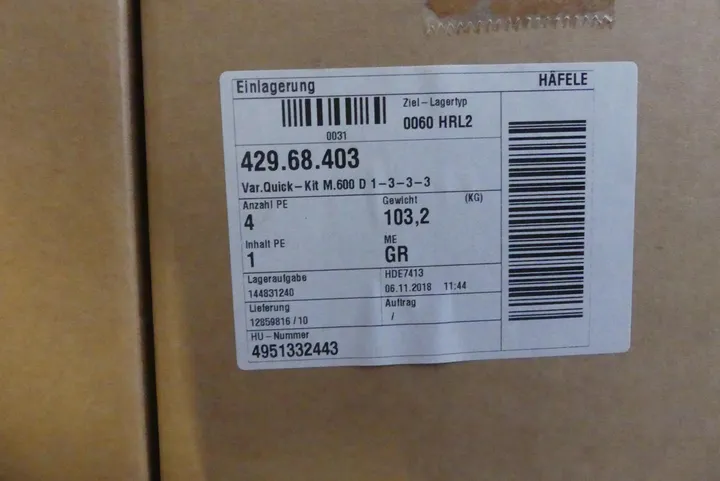 Einlagerung HÄFELE
Ziel-Lagertyp
0031
0060 HRL2
429.68.403
Var.Quick-Kit M.600 D 1-3-3-3
Anzahl PE Gewicht (KG)
4 103,2
Inhalt PE ME
1 GR
Lageraufgabe HDE7413
144831240 06.11.2018 11:44
Lieferung Auftrag
12859816/10 /
HU-Nummer
4951332443